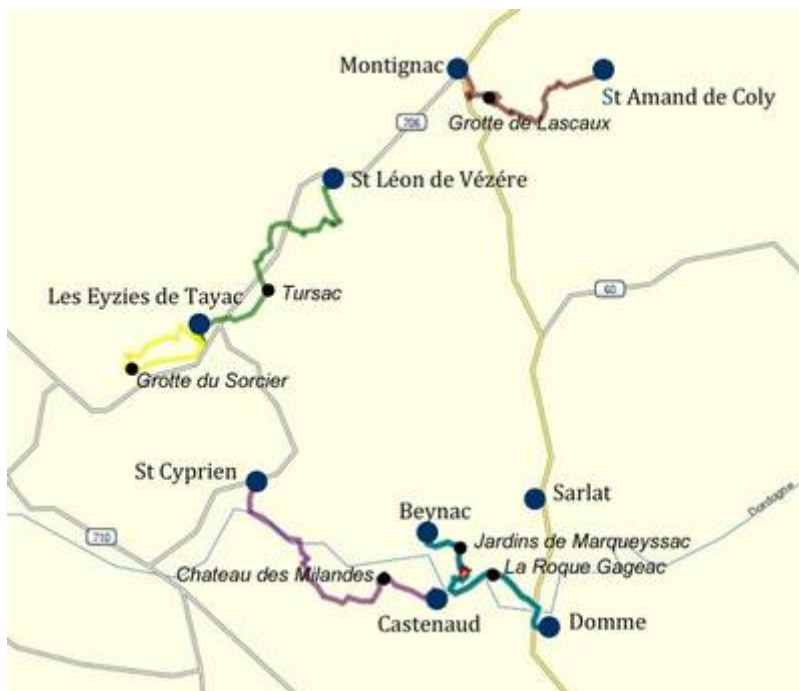 Montignac
St Amand de Coly
Grotte de Lascaux
706
St Léon de Vézére
Les Eyzies de Tayac
Tursac
60
Grotte du Sorcier
St Cyprien
Sarlat
Beynac
Dordogne
710
Jardins de Marqueyssac
La Roque Gageac
Chateau des Milandes
Castenaud
Domme